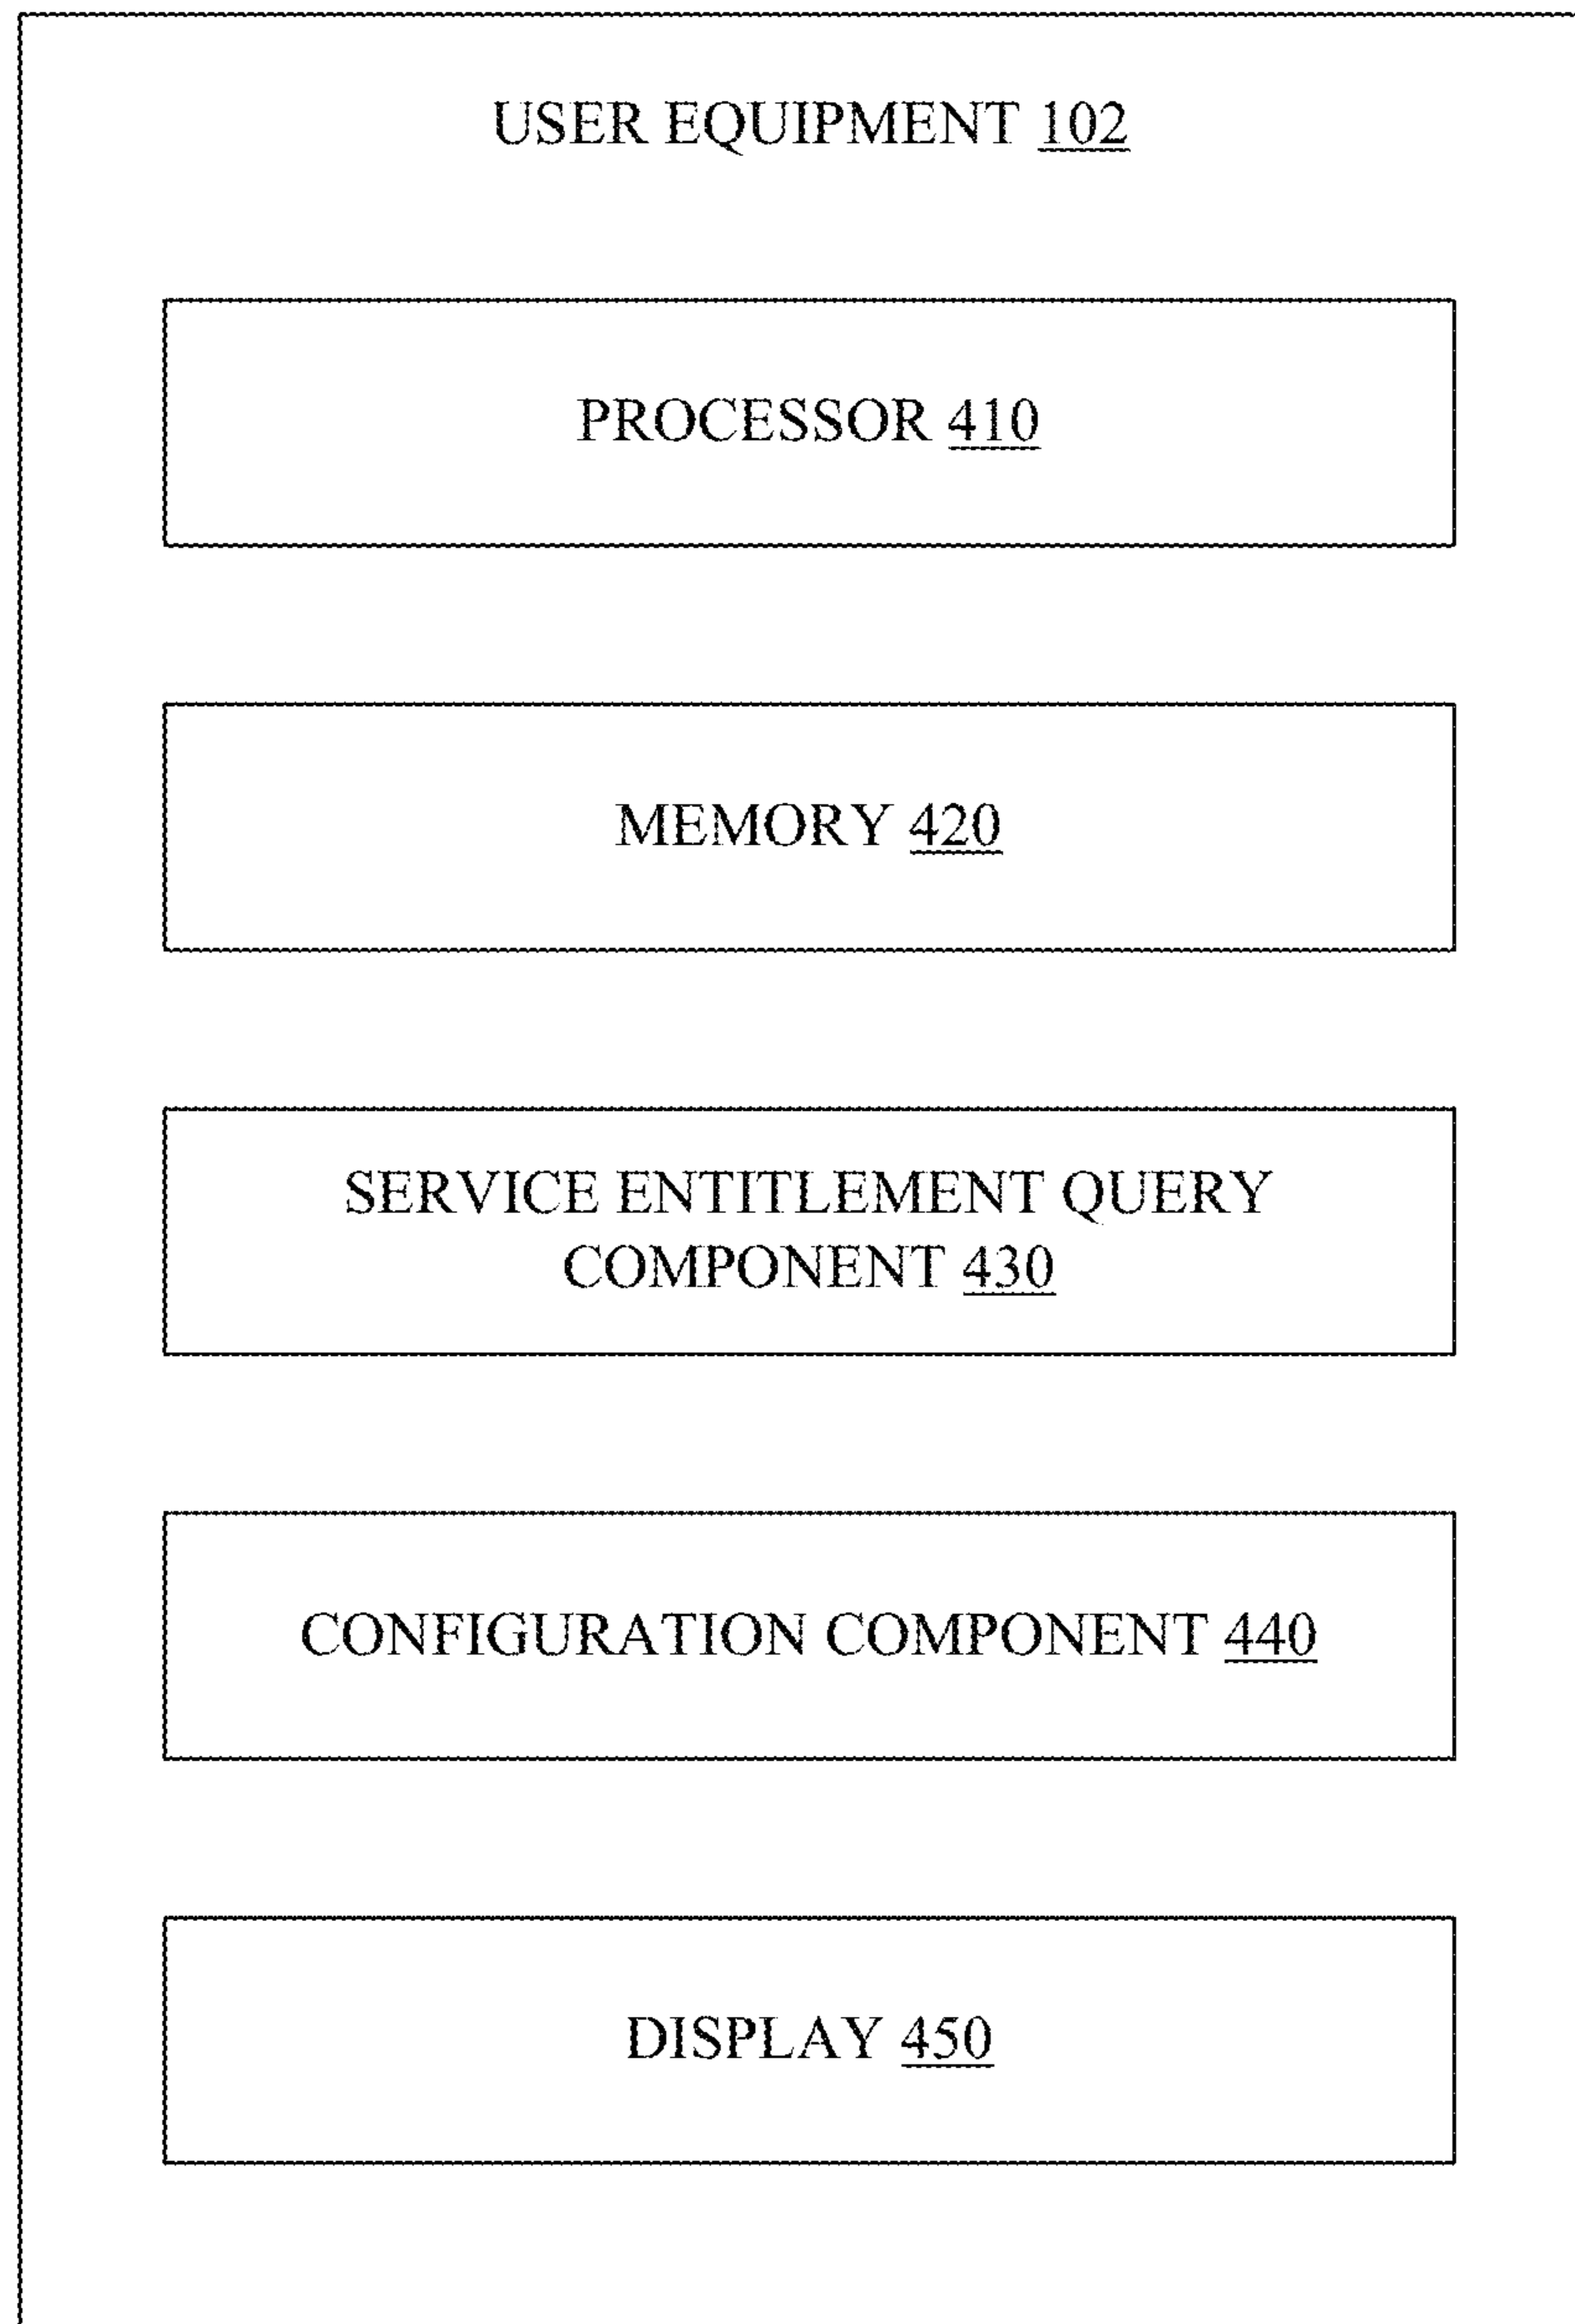 USER EQUIPMENT 102
PROCESSOR 410
MEMORY 420
SERVICE ENTITLEMENT QUERY
COMPONENT 430
CONFIGURATION COMPONENT 440
DISPLAY 450